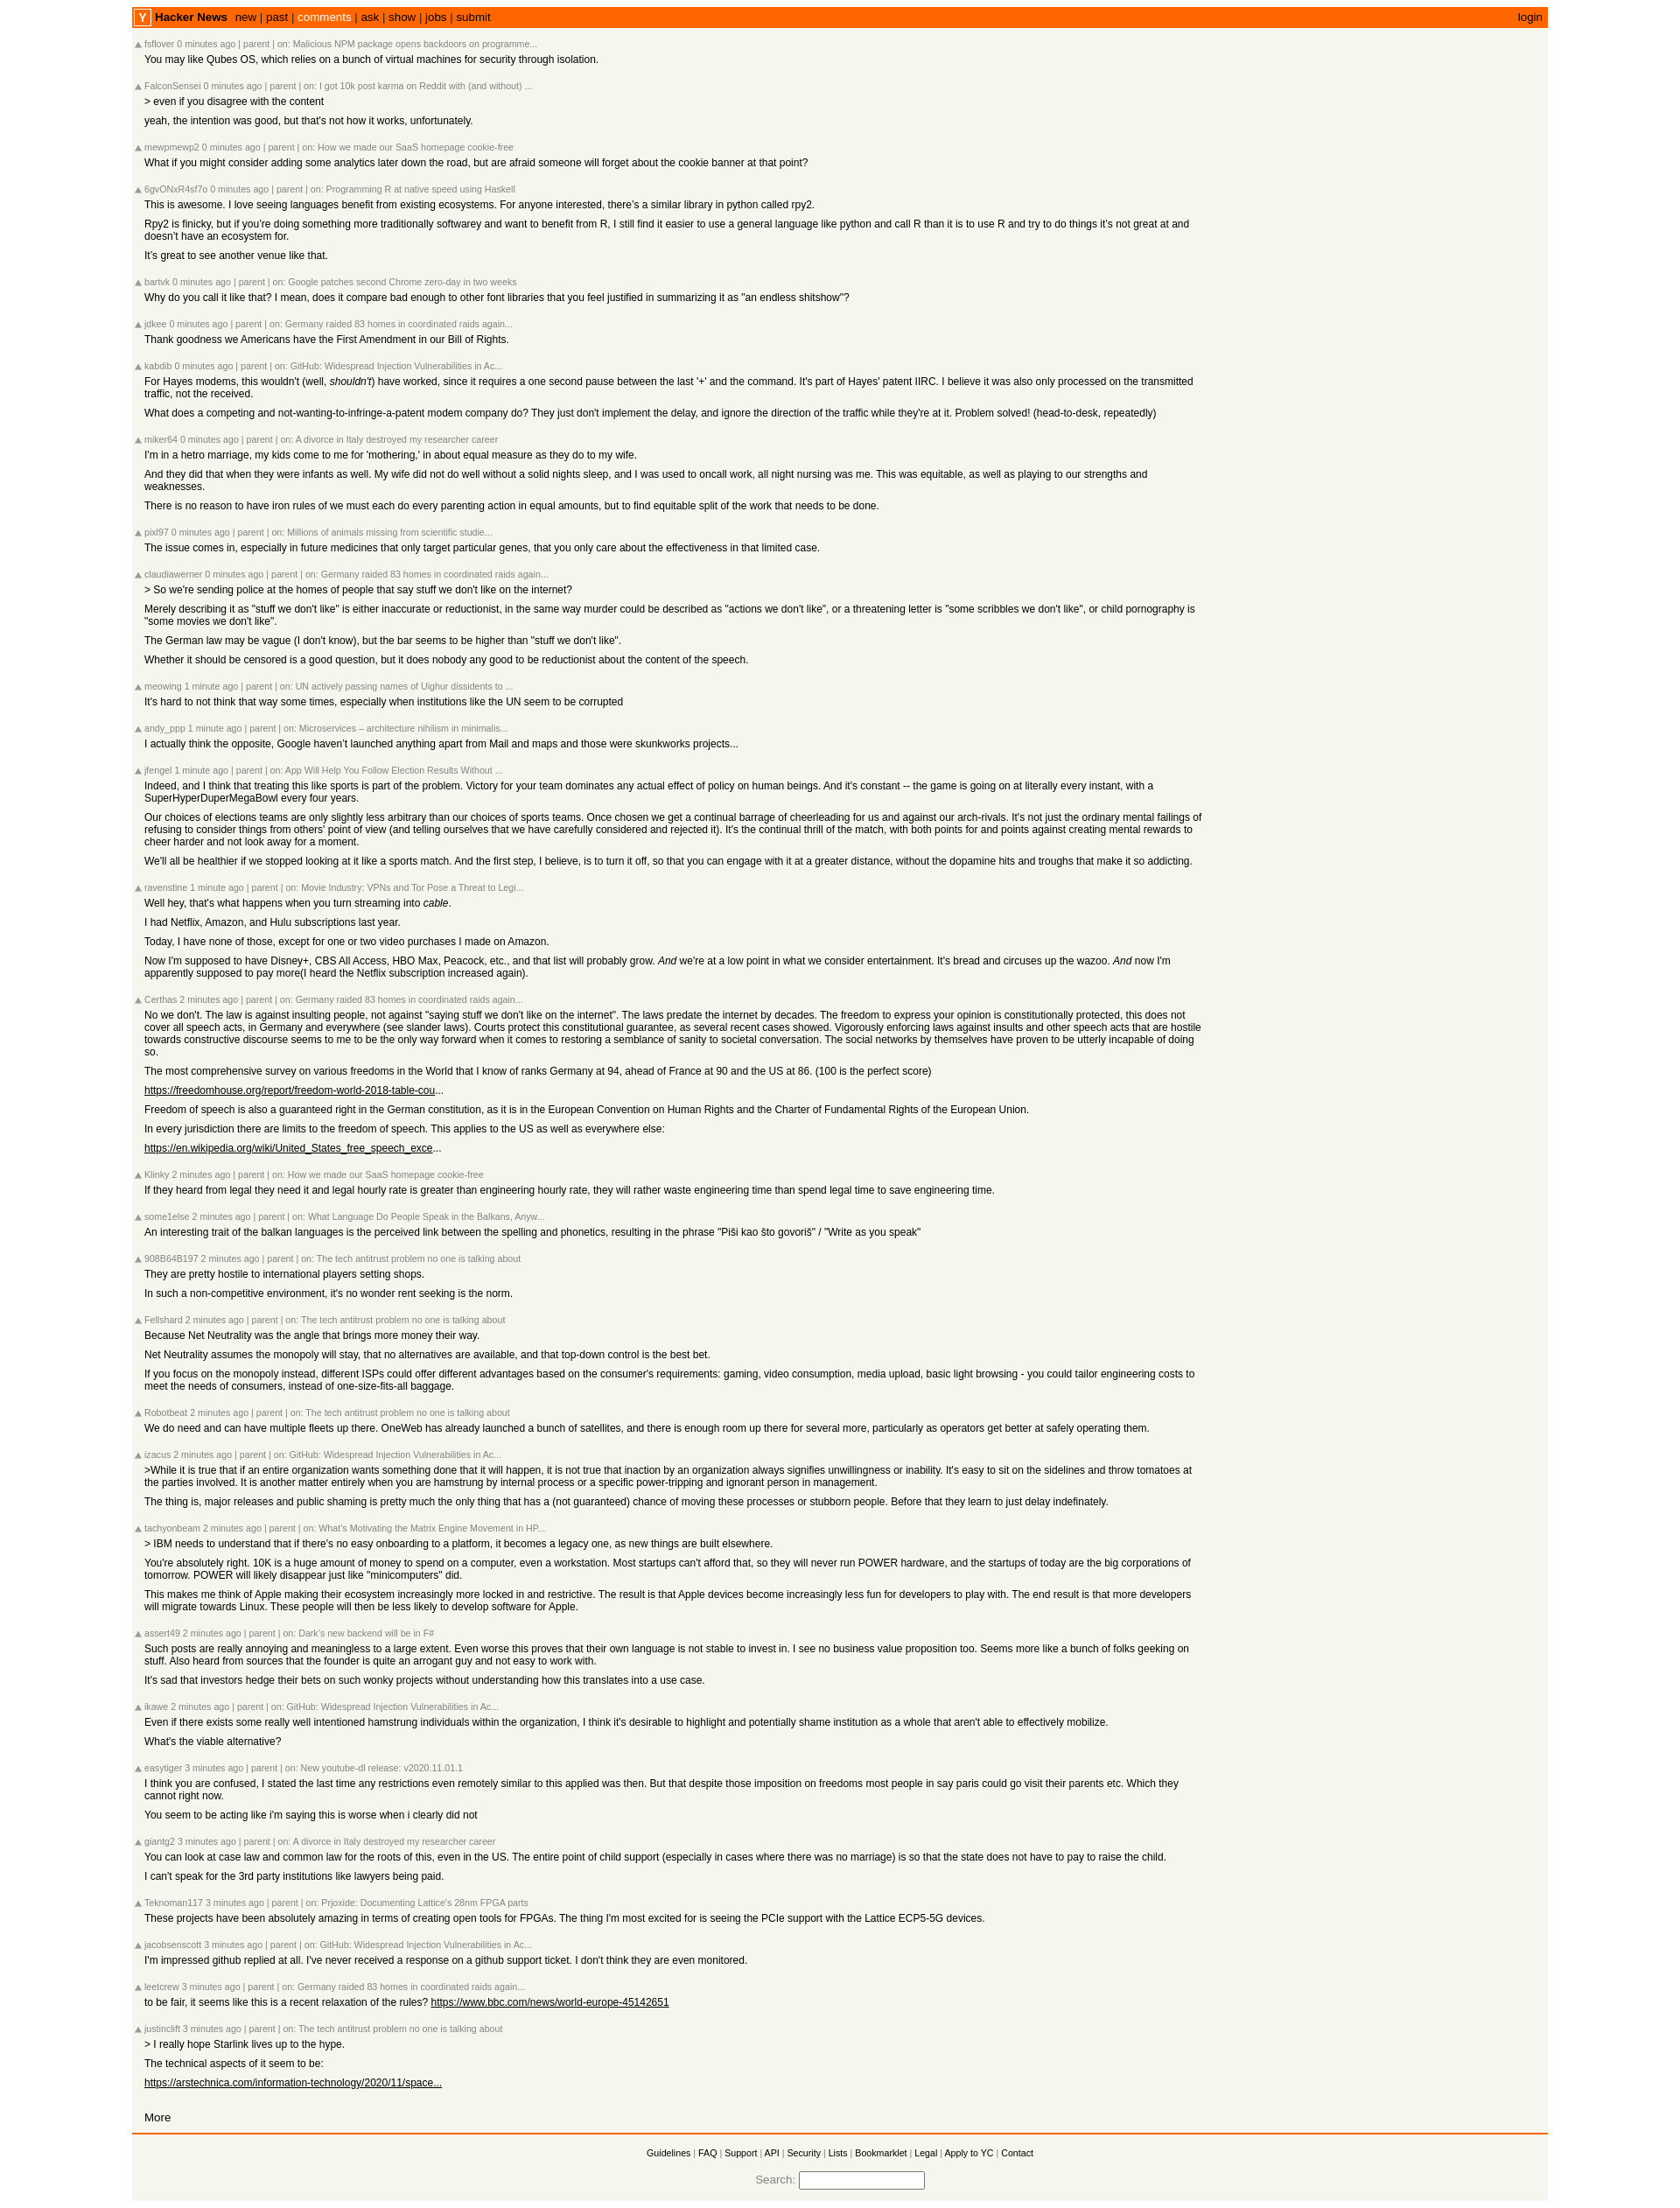 Y Hacker News new | past | comments | ask | show | jobs | submit login
fsflover 0 minutes ago | parent | on: Malicious NPM package opens backdoors on programme...
You may like Qubes OS, which relies on a bunch of virtual machines for security through isolation.
FalconSensei 0 minutes ago | parent | on: I got 10k post karma on Reddit with (and without) ...
> even if you disagree with the content
yeah, the intention was good, but that's not how it works, unfortunately.
mewpmewp2 0 minutes ago | parent | on: How we made our SaaS homepage cookie-free
What if you might consider adding some analytics later down the road, but are afraid someone will forget about the cookie banner at that point?
6gvONxR4sf7o 0 minutes ago | parent | on: Programming R at native speed using Haskell
This is awesome. I love seeing languages benefit from existing ecosystems. For anyone interested, there’s a similar library in python called rpy2.
Rpy2 is finicky, but if you’re doing something more traditionally softwarey and want to benefit from R, I still find it easier to use a general language like python and call R than it is to use R and try to do things it’s not great at and
doesn’t have an ecosystem for.
It’s great to see another venue like that.
bartvk 0 minutes ago | parent | on: Google patches second Chrome zero-day in two weeks
Why do you call it like that? I mean, does it compare bad enough to other font libraries that you feel justified in summarizing it as "an endless shitshow"?
jdkee 0 minutes ago | parent | on: Germany raided 83 homes in coordinated raids again...
Thank goodness we Americans have the First Amendment in our Bill of Rights.
kabdib 0 minutes ago | parent | on: GitHub: Widespread Injection Vulnerabilities in Ac...
For Hayes modems, this wouldn't (well, shouldn't) have worked, since it requires a one second pause between the last '+' and the command. It's part of Hayes' patent IIRC. I believe it was also only processed on the transmitted
traffic, not the received.
What does a competing and not-wanting-to-infringe-a-patent modem company do? They just don't implement the delay, and ignore the direction of the traffic while they're at it. Problem solved! (head-to-desk, repeatedly)
miker64 0 minutes ago | parent | on: A divorce in Italy destroyed my researcher career
I'm in a hetro marriage, my kids come to me for 'mothering,' in about equal measure as they do to my wife.
And they did that when they were infants as well. My wife did not do well without a solid nights sleep, and I was used to oncall work, all night nursing was me. This was equitable, as well as playing to our strengths and
weaknesses.
There is no reason to have iron rules of we must each do every parenting action in equal amounts, but to find equitable split of the work that needs to be done.
pixl97 0 minutes ago | parent | on: Millions of animals missing from scientific studie...
The issue comes in, especially in future medicines that only target particular genes, that you only care about the effectiveness in that limited case.
claudiawerner 0 minutes ago | parent | on: Germany raided 83 homes in coordinated raids again...
> So we're sending police at the homes of people that say stuff we don't like on the internet?
Merely describing it as "stuff we don't like" is either inaccurate or reductionist, in the same way murder could be described as "actions we don't like", or a threatening letter is "some scribbles we don't like", or child pornography is
"some movies we don't like".
The German law may be vague (I don't know), but the bar seems to be higher than "stuff we don't like".
Whether it should be censored is a good question, but it does nobody any good to be reductionist about the content of the speech.
meowing 1 minute ago | parent | on: UN actively passing names of Uighur dissidents to ...
It's hard to not think that way some times, especially when institutions like the UN seem to be corrupted
andy_ppp 1 minute ago | parent | on: Microservices – architecture nihilism in minimalis...
I actually think the opposite, Google haven’t launched anything apart from Mail and maps and those were skunkworks projects...
jfengel 1 minute ago | parent | on: App Will Help You Follow Election Results Without ...
Indeed, and I think that treating this like sports is part of the problem. Victory for your team dominates any actual effect of policy on human beings. And it's constant -- the game is going on at literally every instant, with a
SuperHyperDuperMegaBowl every four years.
Our choices of elections teams are only slightly less arbitrary than our choices of sports teams. Once chosen we get a continual barrage of cheerleading for us and against our arch-rivals. It's not just the ordinary mental failings of
refusing to consider things from others' point of view (and telling ourselves that we have carefully considered and rejected it). It's the continual thrill of the match, with both points for and points against creating mental rewards to
cheer harder and not look away for a moment.
We'll all be healthier if we stopped looking at it like a sports match. And the first step, I believe, is to turn it off, so that you can engage with it at a greater distance, without the dopamine hits and troughs that make it so addicting.
ravenstine 1 minute ago | parent | on: Movie Industry: VPNs and Tor Pose a Threat to Legi...
Well hey, that's what happens when you turn streaming into cable.
I had Netflix, Amazon, and Hulu subscriptions last year.
Today, I have none of those, except for one or two video purchases I made on Amazon.
Now I'm supposed to have Disney+, CBS All Access, HBO Max, Peacock, etc., and that list will probably grow. And we're at a low point in what we consider entertainment. It's bread and circuses up the wazoo. And now I'm
apparently supposed to pay more(I heard the Netflix subscription increased again).
Certhas 2 minutes ago | parent | on: Germany raided 83 homes in coordinated raids again...
No we don't. The law is against insulting people, not against "saying stuff we don't like on the internet". The laws predate the internet by decades. The freedom to express your opinion is constitutionally protected, this does not
cover all speech acts, in Germany and everywhere (see slander laws). Courts protect this constitutional guarantee, as several recent cases showed. Vigorously enforcing laws against insults and other speech acts that are hostile
towards constructive discourse seems to me to be the only way forward when it comes to restoring a semblance of sanity to societal conversation. The social networks by themselves have proven to be utterly incapable of doing
so.
The most comprehensive survey on various freedoms in the World that I know of ranks Germany at 94, ahead of France at 90 and the US at 86. (100 is the perfect score)
https://freedomhouse.org/report/freedom-world-2018-table-cou...
Freedom of speech is also a guaranteed right in the German constitution, as it is in the European Convention on Human Rights and the Charter of Fundamental Rights of the European Union.
In every jurisdiction there are limits to the freedom of speech. This applies to the US as well as everywhere else:
https://en.wikipedia.org/wiki/United_States_free_speech_exce...
Klinky 2 minutes ago | parent | on: How we made our SaaS homepage cookie-free
If they heard from legal they need it and legal hourly rate is greater than engineering hourly rate, they will rather waste engineering time than spend legal time to save engineering time.
some1else 2 minutes ago | parent | on: What Language Do People Speak in the Balkans, Anyw...
An interesting trait of the balkan languages is the perceived link between the spelling and phonetics, resulting in the phrase "Piši kao što govoriš" / "Write as you speak"
908B64B197 2 minutes ago | parent | on: The tech antitrust problem no one is talking about
They are pretty hostile to international players setting shops.
In such a non-competitive environment, it's no wonder rent seeking is the norm.
Fellshard 2 minutes ago | parent | on: The tech antitrust problem no one is talking about
Because Net Neutrality was the angle that brings more money their way.
Net Neutrality assumes the monopoly will stay, that no alternatives are available, and that top-down control is the best bet.
If you focus on the monopoly instead, different ISPs could offer different advantages based on the consumer's requirements: gaming, video consumption, media upload, basic light browsing - you could tailor engineering costs to
meet the needs of consumers, instead of one-size-fits-all baggage.
Robotbeat 2 minutes ago | parent | on: The tech antitrust problem no one is talking about
We do need and can have multiple fleets up there. OneWeb has already launched a bunch of satellites, and there is enough room up there for several more, particularly as operators get better at safely operating them.
izacus 2 minutes ago | parent | on: GitHub: Widespread Injection Vulnerabilities in Ac...
>While it is true that if an entire organization wants something done that it will happen, it is not true that inaction by an organization always signifies unwillingness or inability. It's easy to sit on the sidelines and throw tomatoes at
the parties involved. It is another matter entirely when you are hamstrung by internal process or a specific power-tripping and ignorant person in management.
The thing is, major releases and public shaming is pretty much the only thing that has a (not guaranteed) chance of moving these processes or stubborn people. Before that they learn to just delay indefinately.
tachyonbeam 2 minutes ago | parent | on: What’s Motivating the Matrix Engine Movement in HP...
> IBM needs to understand that if there's no easy onboarding to a platform, it becomes a legacy one, as new things are built elsewhere.
You're absolutely right. 10K is a huge amount of money to spend on a computer, even a workstation. Most startups can't afford that, so they will never run POWER hardware, and the startups of today are the big corporations of
tomorrow. POWER will likely disappear just like "minicomputers" did.
This makes me think of Apple making their ecosystem increasingly more locked in and restrictive. The result is that Apple devices become increasingly less fun for developers to play with. The end result is that more developers
will migrate towards Linux. These people will then be less likely to develop software for Apple.
assert49 2 minutes ago | parent | on: Dark’s new backend will be in F#
Such posts are really annoying and meaningless to a large extent. Even worse this proves that their own language is not stable to invest in. I see no business value proposition too. Seems more like a bunch of folks geeking on
stuff. Also heard from sources that the founder is quite an arrogant guy and not easy to work with.
It's sad that investors hedge their bets on such wonky projects without understanding how this translates into a use case.
ikawe 2 minutes ago | parent | on: GitHub: Widespread Injection Vulnerabilities in Ac...
Even if there exists some really well intentioned hamstrung individuals within the organization, I think it's desirable to highlight and potentially shame institution as a whole that aren't able to effectively mobilize.
What's the viable alternative?
easytiger 3 minutes ago | parent | on: New youtube-dl release: v2020.11.01.1
I think you are confused, I stated the last time any restrictions even remotely similar to this applied was then. But that despite those imposition on freedoms most people in say paris could go visit their parents etc. Which they
cannot right now.
You seem to be acting like i'm saying this is worse when i clearly did not
giantg2 3 minutes ago | parent | on: A divorce in Italy destroyed my researcher career
You can look at case law and common law for the roots of this, even in the US. The entire point of child support (especially in cases where there was no marriage) is so that the state does not have to pay to raise the child.
I can't speak for the 3rd party institutions like lawyers being paid.
Teknoman117 3 minutes ago | parent | on: Prjoxide: Documenting Lattice's 28nm FPGA parts
These projects have been absolutely amazing in terms of creating open tools for FPGAs. The thing I'm most excited for is seeing the PCIe support with the Lattice ECP5-5G devices.
jacobsenscott 3 minutes ago | parent | on: GitHub: Widespread Injection Vulnerabilities in Ac...
I'm impressed github replied at all. I've never received a response on a github support ticket. I don't think they are even monitored.
leetcrew 3 minutes ago | parent | on: Germany raided 83 homes in coordinated raids again...
to be fair, it seems like this is a recent relaxation of the rules? https://www.bbc.com/news/world-europe-45142651
justinclift 3 minutes ago | parent | on: The tech antitrust problem no one is talking about
> I really hope Starlink lives up to the hype.
The technical aspects of it seem to be:
https://arstechnica.com/information-technology/2020/11/space...
More
Guidelines | FAQ | Support | API | Security | Lists | Bookmarklet | Legal | Apply to YC | Contact
Search: